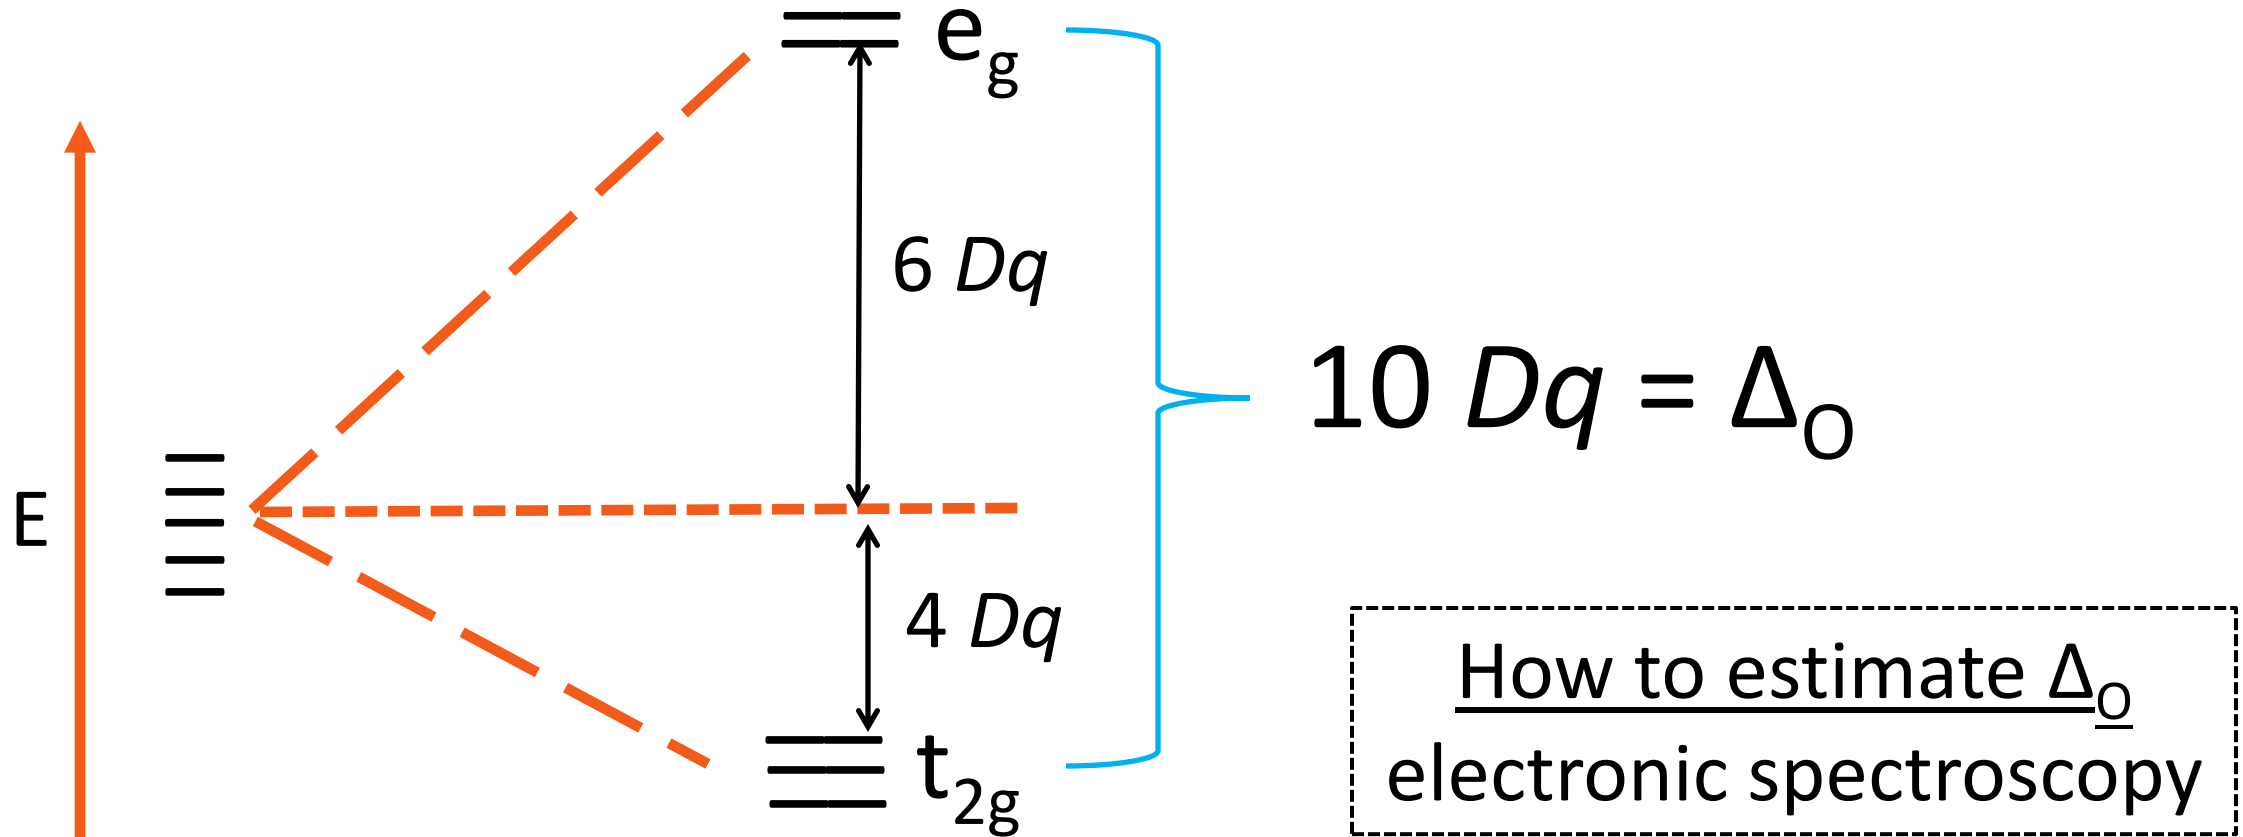 e_g
6 Dq
10 Dq = Δ_O
E
4 Dq
t_2g
How to estimate Δ_O
electronic spectroscopy